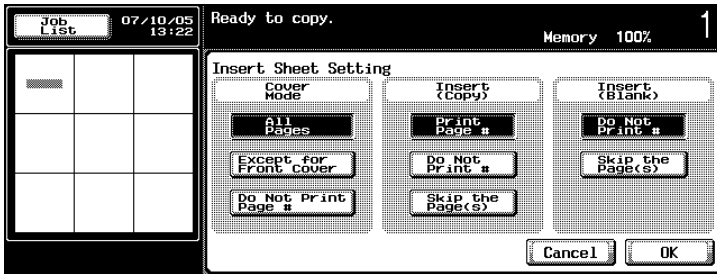 Job
List
07/10/05
13:22
Ready to copy.
Memory 100%
1
Insert Sheet Setting
Cover
Mode
All
Pages
Except for
Front Cover
Do Not Print
Page #
Insert
(Copy)
Print
Page #
Do Not
Print #
Skip the
Page(s)
Insert
(Blank)
Do Not
Print #
Skip the
Page(s)
Cancel
OK